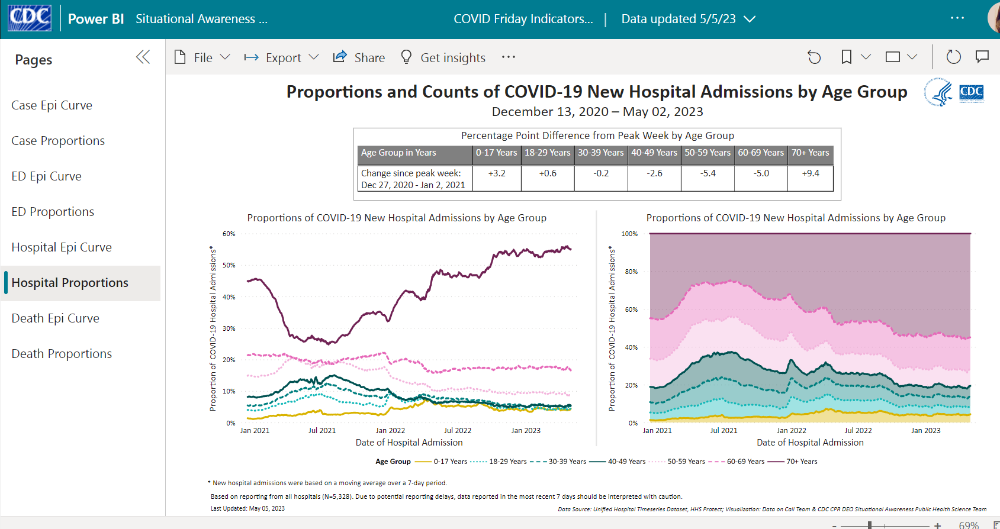 CDC
Power BI
Situational Awareness ...
COVID Friday Indicators... | Data updated 5/5/23
...
Pages
File
Export
Share
Get insights
...
Case Epi Curve
Case Proportions
ED Epi Curve
ED Proportions
Hospital Epi Curve
Hospital Proportions
Death Epi Curve
Death Proportions
Proportions and Counts of COVID-19 New Hospital Admissions by Age Group
CDC
December 13, 2020 – May 02, 2023
Percentage Point Difference from Peak Week by Age Group
Age Group in Years 0-17 Years 18-29 Years 30-39 Years 40-49 Years 50-59 Years 60-69 Years 70+ Years
Change since peak week: +3.2 +0.6 -0.2 -2.6 -5.4 -5.0 +9.4
Dec 27, 2020 - Jan 2, 2021
Proportions of COVID-19 New Hospital Admissions by Age Group
Proportion of COVID-19 Hospital Admissions*
60%
50%
40%
30%
20%
10%
0%
Jan 2021 Jul 2021 Jan 2022 Jul 2022 Jan 2023
Date of Hospital Admission
Proportions of COVID-19 New Hospital Admissions by Age Group
Proportion of COVID-19 Hospital Admissions*
100%
80%
60%
40%
20%
0%
Jan 2021 Jul 2021 Jan 2022 Jul 2022 Jan 2023
Date of Hospital Admission
Age Group 0-17 Years 18-29 Years 30-39 Years 40-49 Years 50-59 Years 60-69 Years 70+ Years
* New hospital admissions were based on a moving average over a 7-day period.
Based on reporting from all hospitals (N=5,328). Due to potential reporting delays, data reported in the most recent 7 days should be interpreted with caution.
Last Updated: May 05, 2023
Data Source: Unified Hospital Timeseries Dataset, HHS Protect; Visualization: Data on Call Team & CDC CPR DEO Situational Awareness Public Health Science Team
- + 69%